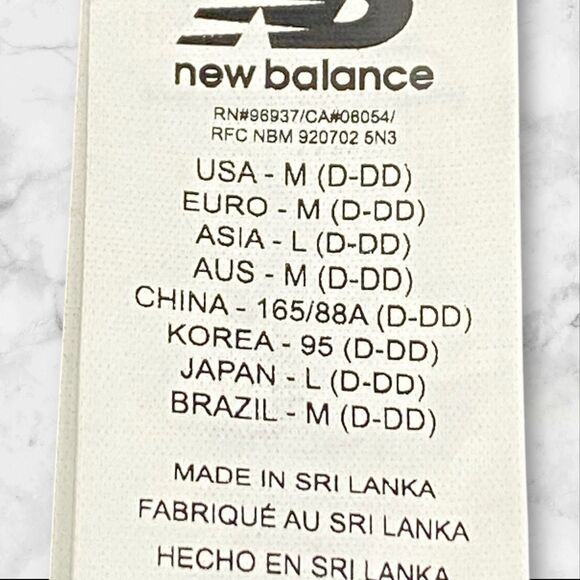 new balance
RN#96937/CA#06054/
RFC NBM 920702 5N3
USA - M (D-DD)
EURO - M (D-DD)
ASIA - L (D-DD)
AUS - M (D-DD)
CHINA - 165/88A (D-DD)
KOREA - 95 (D-DD)
JAPAN - L (D-DD)
BRAZIL - M (D-DD)
MADE IN SRI LANKA
FABRIQUÉ AU SRI LANKA
HECHO EN SRI LANKA